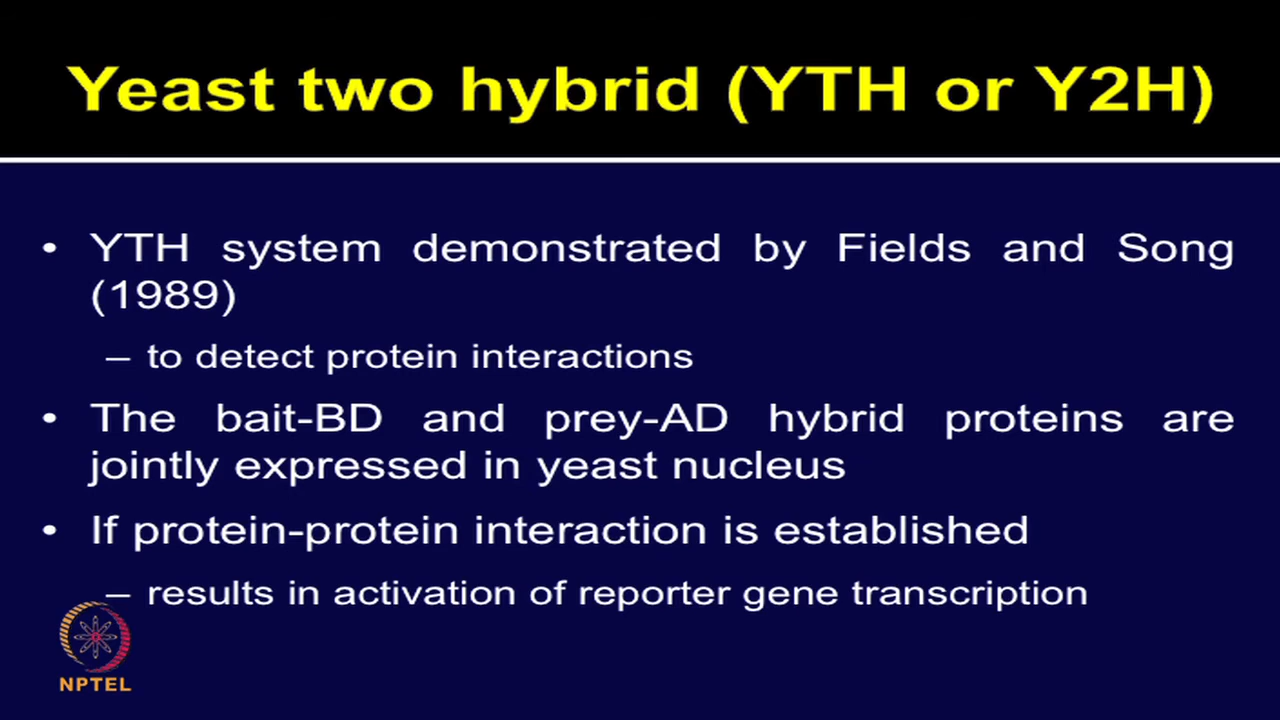 Yeast two hybrid (YTH or Y2H)
• YTH system demonstrated by Fields and Song
(1989)
– to detect protein interactions
• The bait-BD and prey-AD hybrid proteins are
jointly expressed in yeast nucleus
• If protein-protein interaction is established
– results in activation of reporter gene transcription
NPTEL